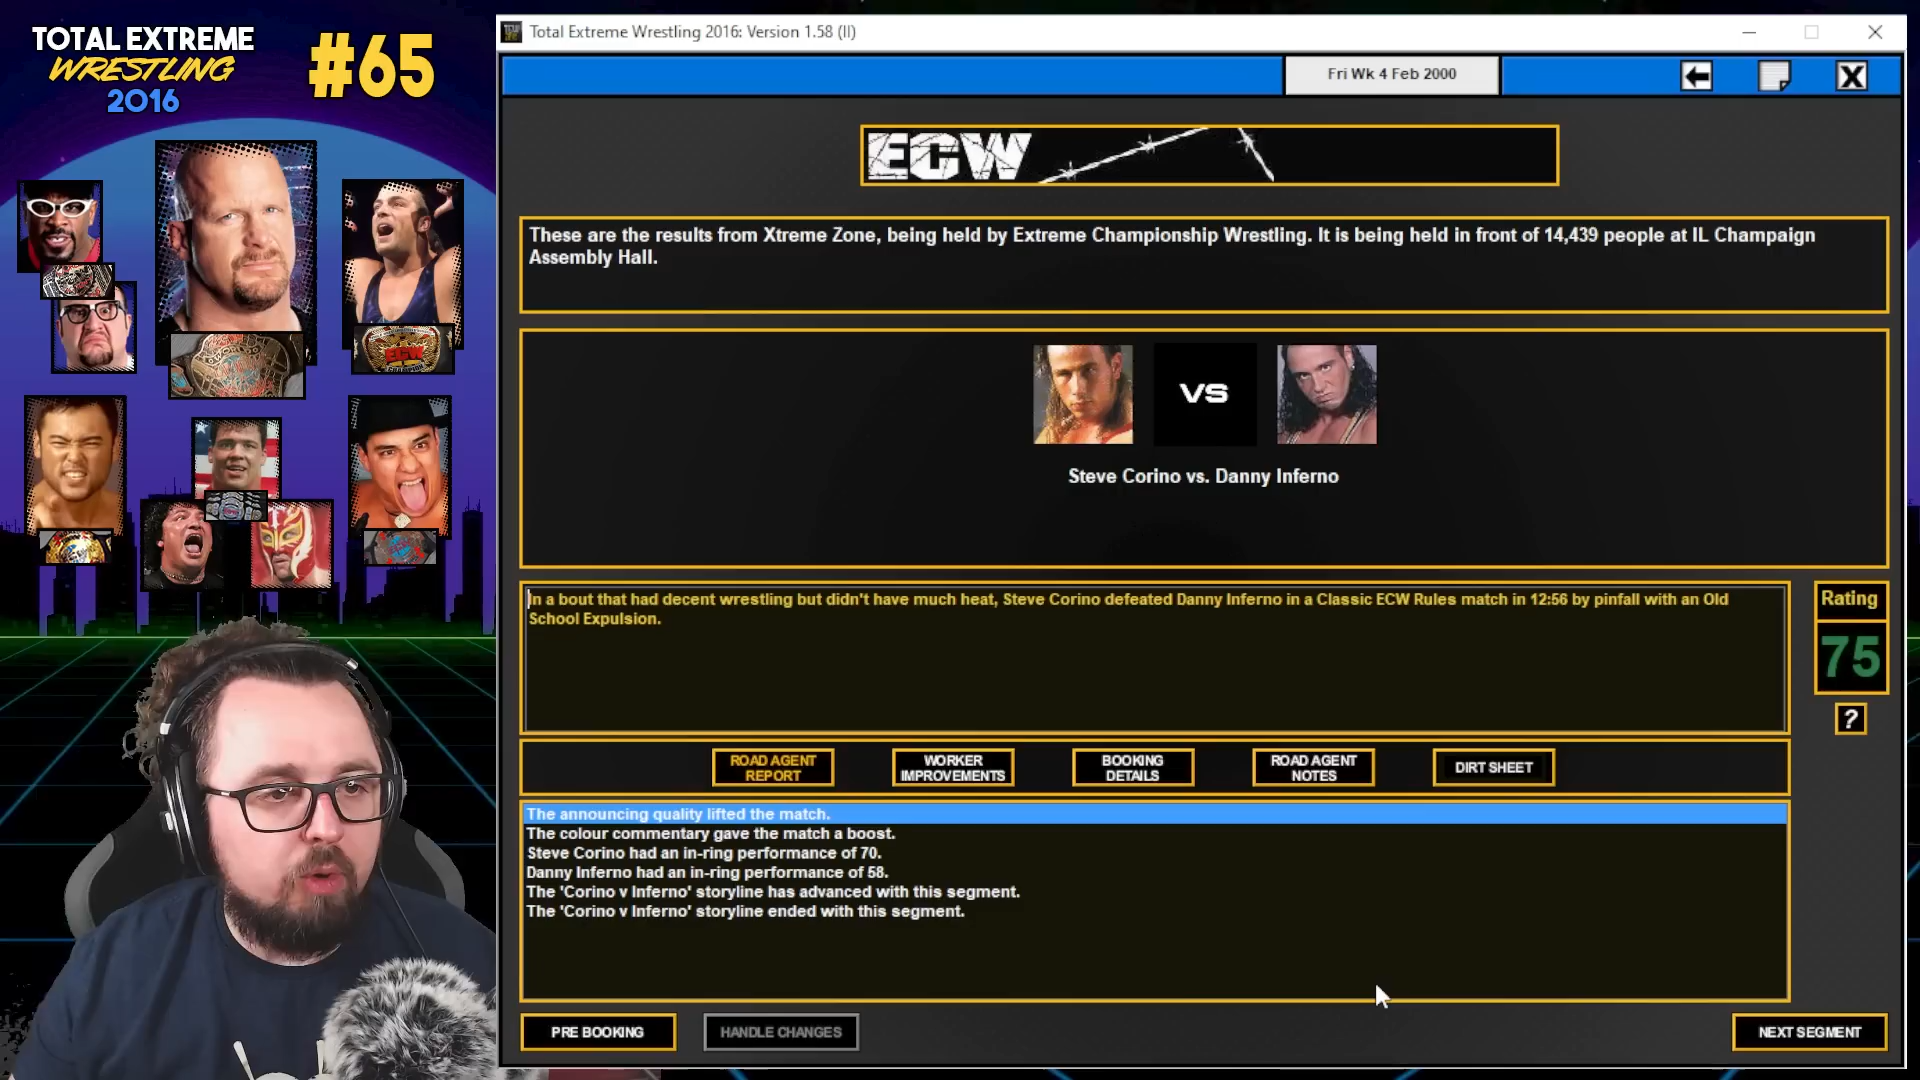 TOTAL EXTREME
WRESTLING
2016
#65
Total Extreme Wrestling 2016: Version 1.58 (II)
Fri Wk 4 Feb 2000
X
ECW
These are the results from Xtreme Zone, being held by Extreme Championship Wrestling. It is being held in front of 14,439 people at IL Champaign
Assembly Hall.
VS
Steve Corino vs. Danny Inferno
In a bout that had decent wrestling but didn't have much heat, Steve Corino defeated Danny Inferno in a Classic ECW Rules match in 12:56 by pinfall with an Old
School Expulsion.
Rating
75
?
ROAD AGENT
REPORT
WORKER
IMPROVEMENTS
BOOKING
DETAILS
ROAD AGENT
NOTES
DIRT SHEET
The announcing quality lifted the match.
The colour commentary gave the match a boost.
Steve Corino had an in-ring performance of 70.
Danny Inferno had an in-ring performance of 58.
The 'Corino v Inferno' storyline has advanced with this segment.
The 'Corino v Inferno' storyline ended with this segment.
PRE BOOKING
HANDLE CHANGES
NEXT SEGMENT
ECW